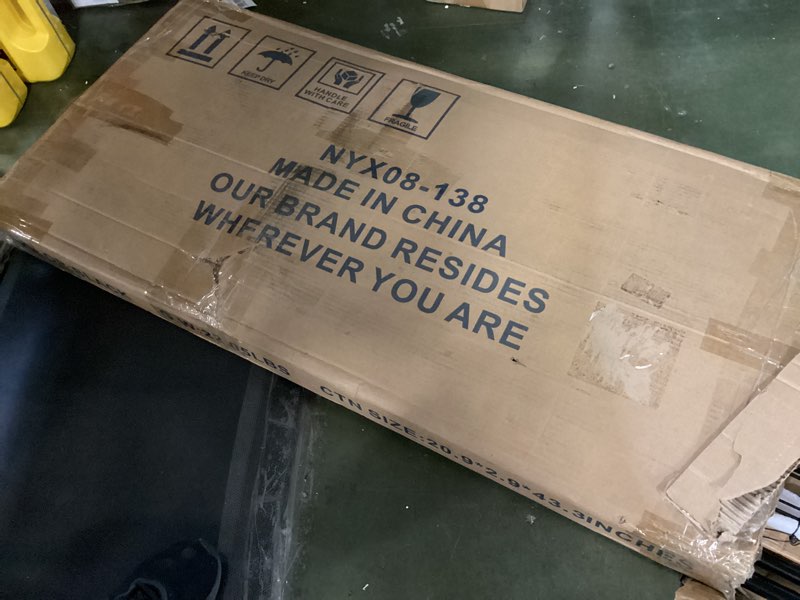 KEEP DRY
HANDLE
WITH CARE
FRAGILE
NYX08-138
MADE IN CHINA
OUR BRAND RESIDES
WHEREVER YOU ARE
LBS
CTN SIZE:20.9*2.9*43.3INCHES